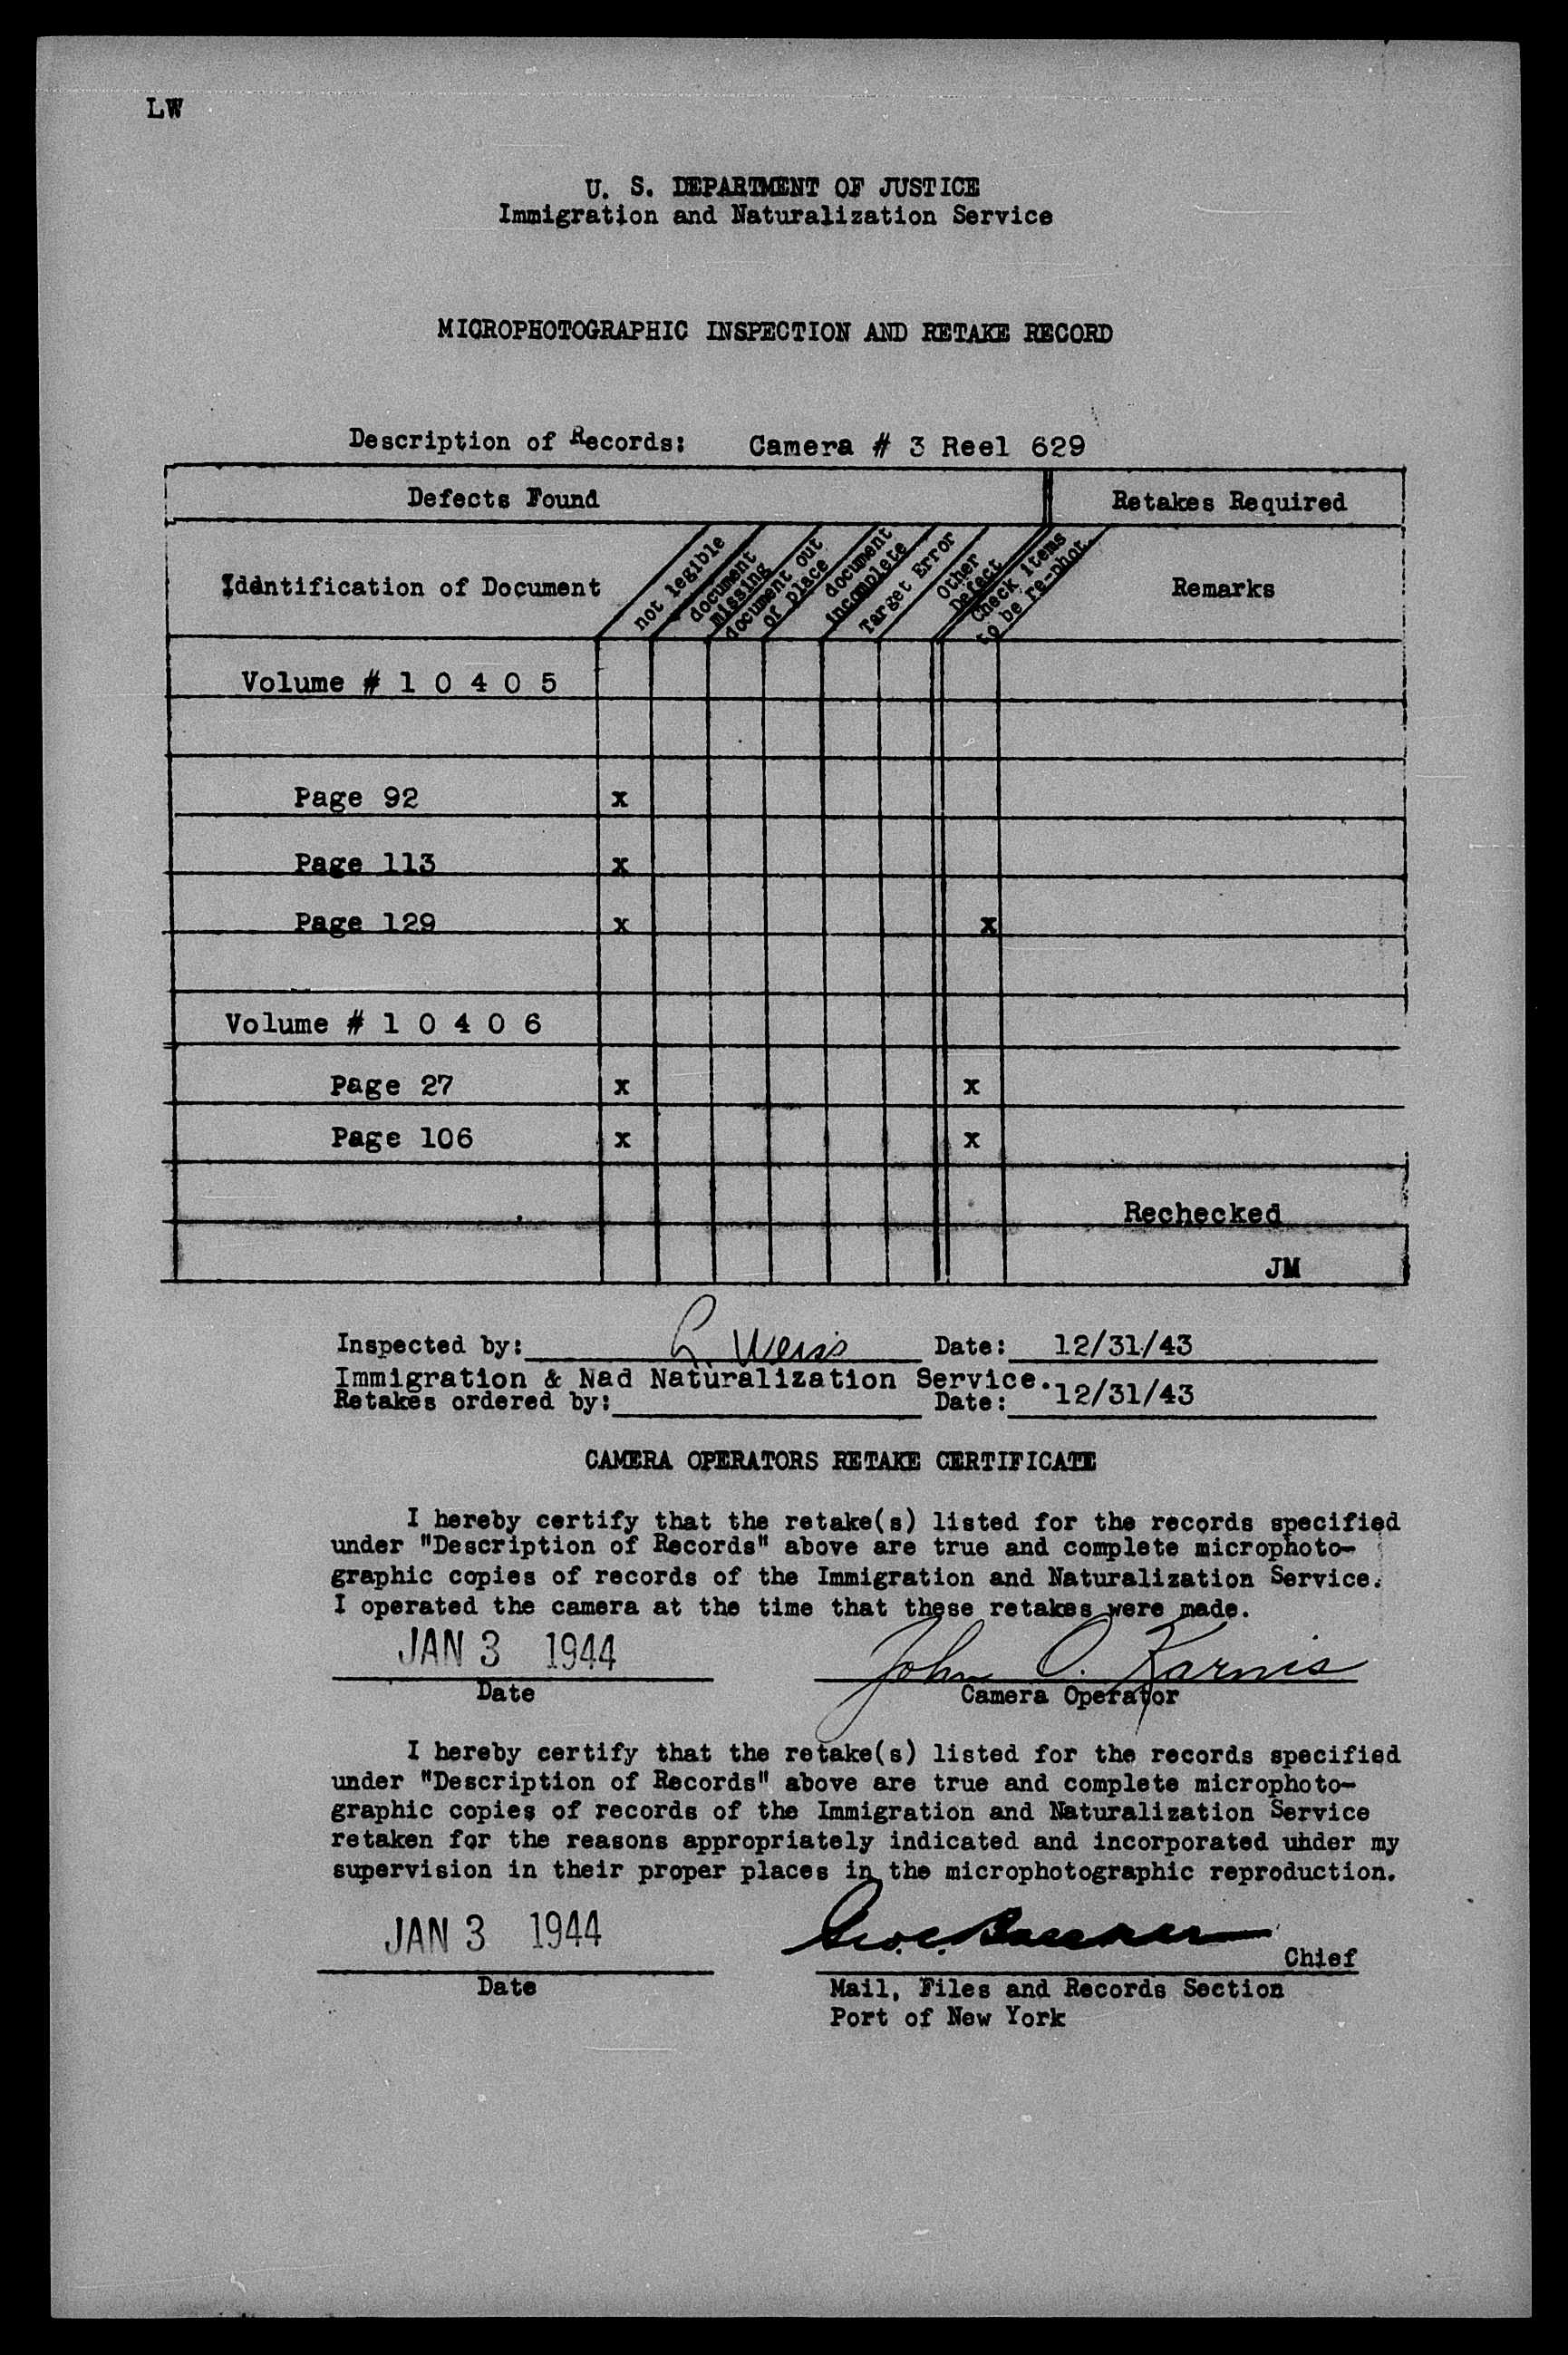 LW
U. S. DEPARTMENT OF JUSTICE
Immigration and Naturalization Service
MICROPHOTOGRAPHIC INSPECTION AND RETAKE RECORD
Description of Records: Camera # 3 Reel 629
Defects Found Retakes Required
Identification of Document
not legible
document missing
document out of place
document incomplete
Target Error
Other Defect
Check items to be re-phot.
Remarks
Volume # 1 0 4 0 5
Page 92 x
Page 113 x
Page 129 x x
Volume # 1 0 4 0 6
Page 27 x x
Page 106 x x
Rechecked
JM
Inspected by: Weiss Date: 12/31/43
Immigration & Nad Naturalization Service.
Retakes ordered by: Date: 12/31/43
CAMERA OPERATORS RETAKE CERTIFICATE
I hereby certify that the retake(s) listed for the records specified
under "Description of Records" above are true and complete microphoto-
graphic copies of records of the Immigration and Naturalization Service.
I operated the camera at the time that these retakes were made.
JAN 3 1944 John O. Karnis
Date Camera Operator
I hereby certify that the retake(s) listed for the records specified
under "Description of Records" above are true and complete microphoto-
graphic copies of records of the Immigration and Naturalization Service
retaken for the reasons appropriately indicated and incorporated under my
supervision in their proper places in the microphotographic reproduction.
JAN 3 1944
Chief
Date Mail, Files and Records Section
Port of New York